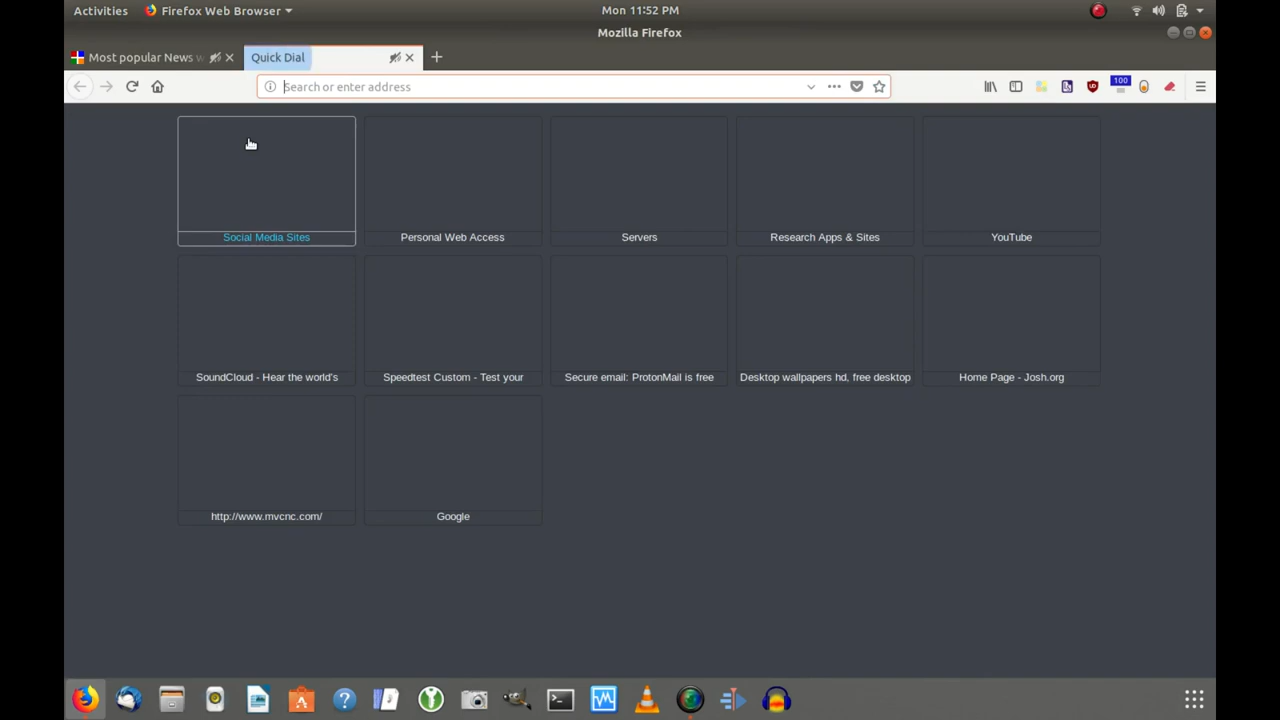 Activities
Firefox Web Browser
Mon 11:52 PM
Mozilla Firefox
Most popular News w
Quick Dial
Search or enter address
100
Social Media Sites
Personal Web Access
Servers
Research Apps & Sites
YouTube
SoundCloud - Hear the world's
Speedtest Custom - Test your
Secure email: ProtonMail is free
Desktop wallpapers hd, free desktop
Home Page - Josh.org
http://www.mvcnc.com/
Google